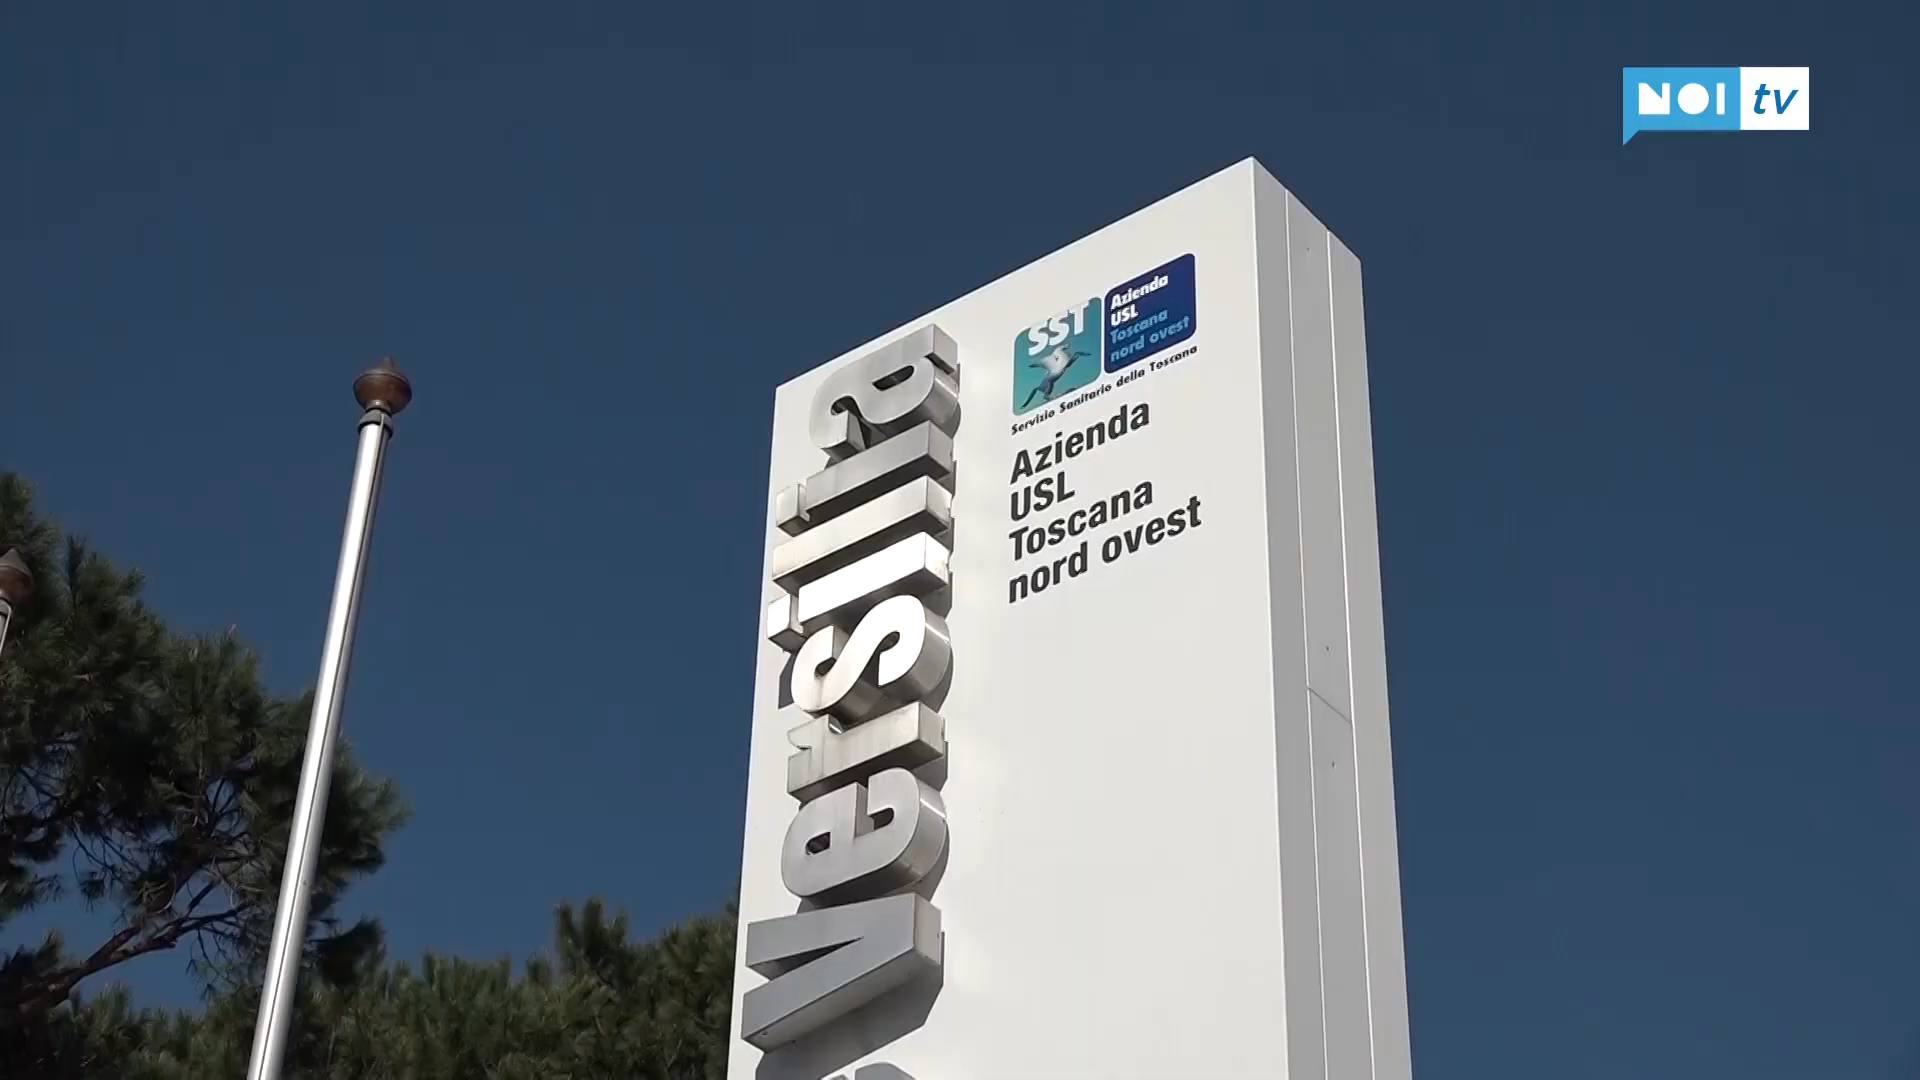 NOI tv
SST
Azienda
USL
Toscana
nord ovest
Servizio Sanitario della Toscana
Azienda
USL
Toscana
nord ovest
Versilia